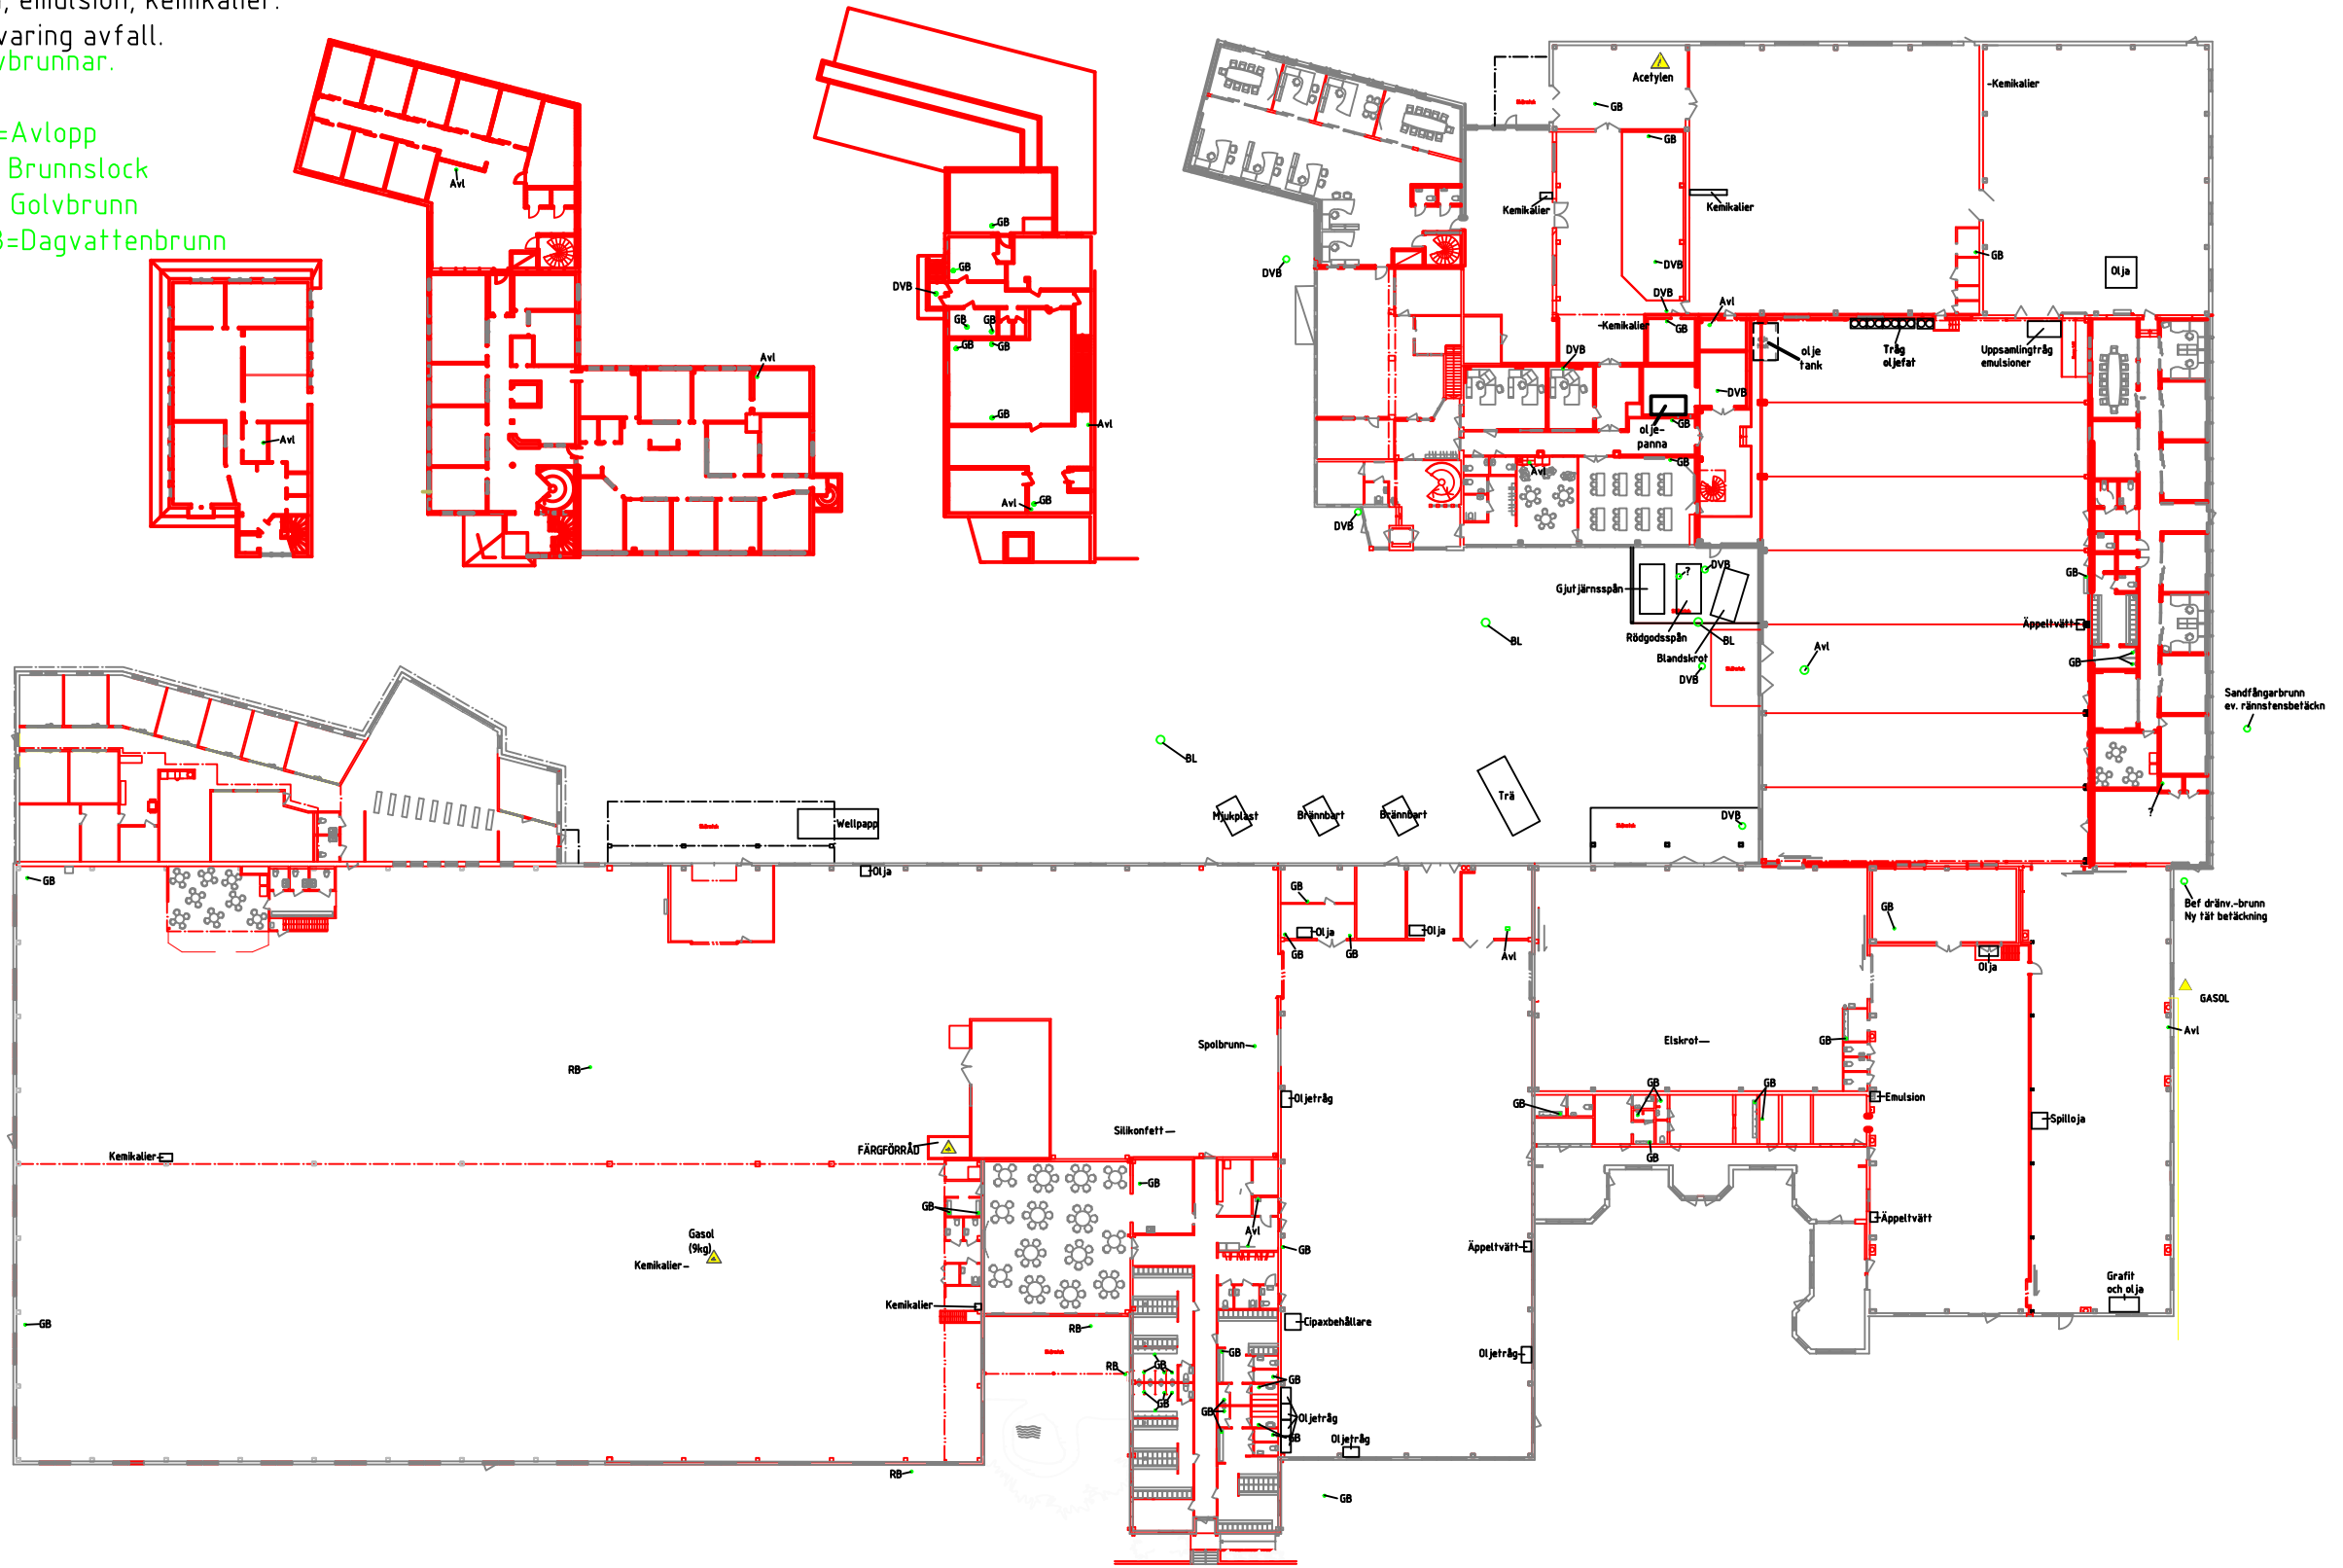 emulsion, kemikalier.
varing avfall.
vbrunnar.
=Avlopp
Brunnslock
Golvbrunn
B=Dagvattenbrunn
Avl
Avl
Avl
GB
GB
DVB
GB
GB
GB
GB
GB
Avl
Avl
GB
Acetylen
GB
GB
-Kemikalier
Kemikalier
Kemikalier
DVB
DVB
DVB
Avl
GB
Olja
-Kemikalier
GB
DVB
DVB
olje
tank
Tråg
oljefat
Uppsamlingtråg
emulsioner
olje-
panna
GB
GB
Avl
DVB
Gjutjärnsspån
?
DVB
Rödgodsspån
BL
Blandskrot
DVB
BL
Avl
GB
Äppeltvätt
GB
Sandfångarbrunn
ev. rännstensbetäckn
BL
Wellpapp
Mjukplast
Brännbart
Brännbart
Trä
DVB
?
GB
Olja
GB
Olja
Olja
GB
GB
Avl
GB
Olja
Bef dränv.-brunn
Ny tät betäckning
GASOL
Avl
RB
Spolbrunn
Elskrot
GB
Oljetråg
GB
GB
GB
Emulsion
Spilloja
Silikonfett
FÄRGFÖRRÅD
Kemikalier
GB
GB
GB
Avl
GB
Äppeltvätt
Äppeltvätt
Gasol
(9kg)
Kemikalier-
Kemikalier
Grafit
och olja
GB
RB
Cipaxbehållare
RB
GB
GB
GB
Oljetråg
GB
GB
Oljetråg
GB
Oljetråg
RB
GB